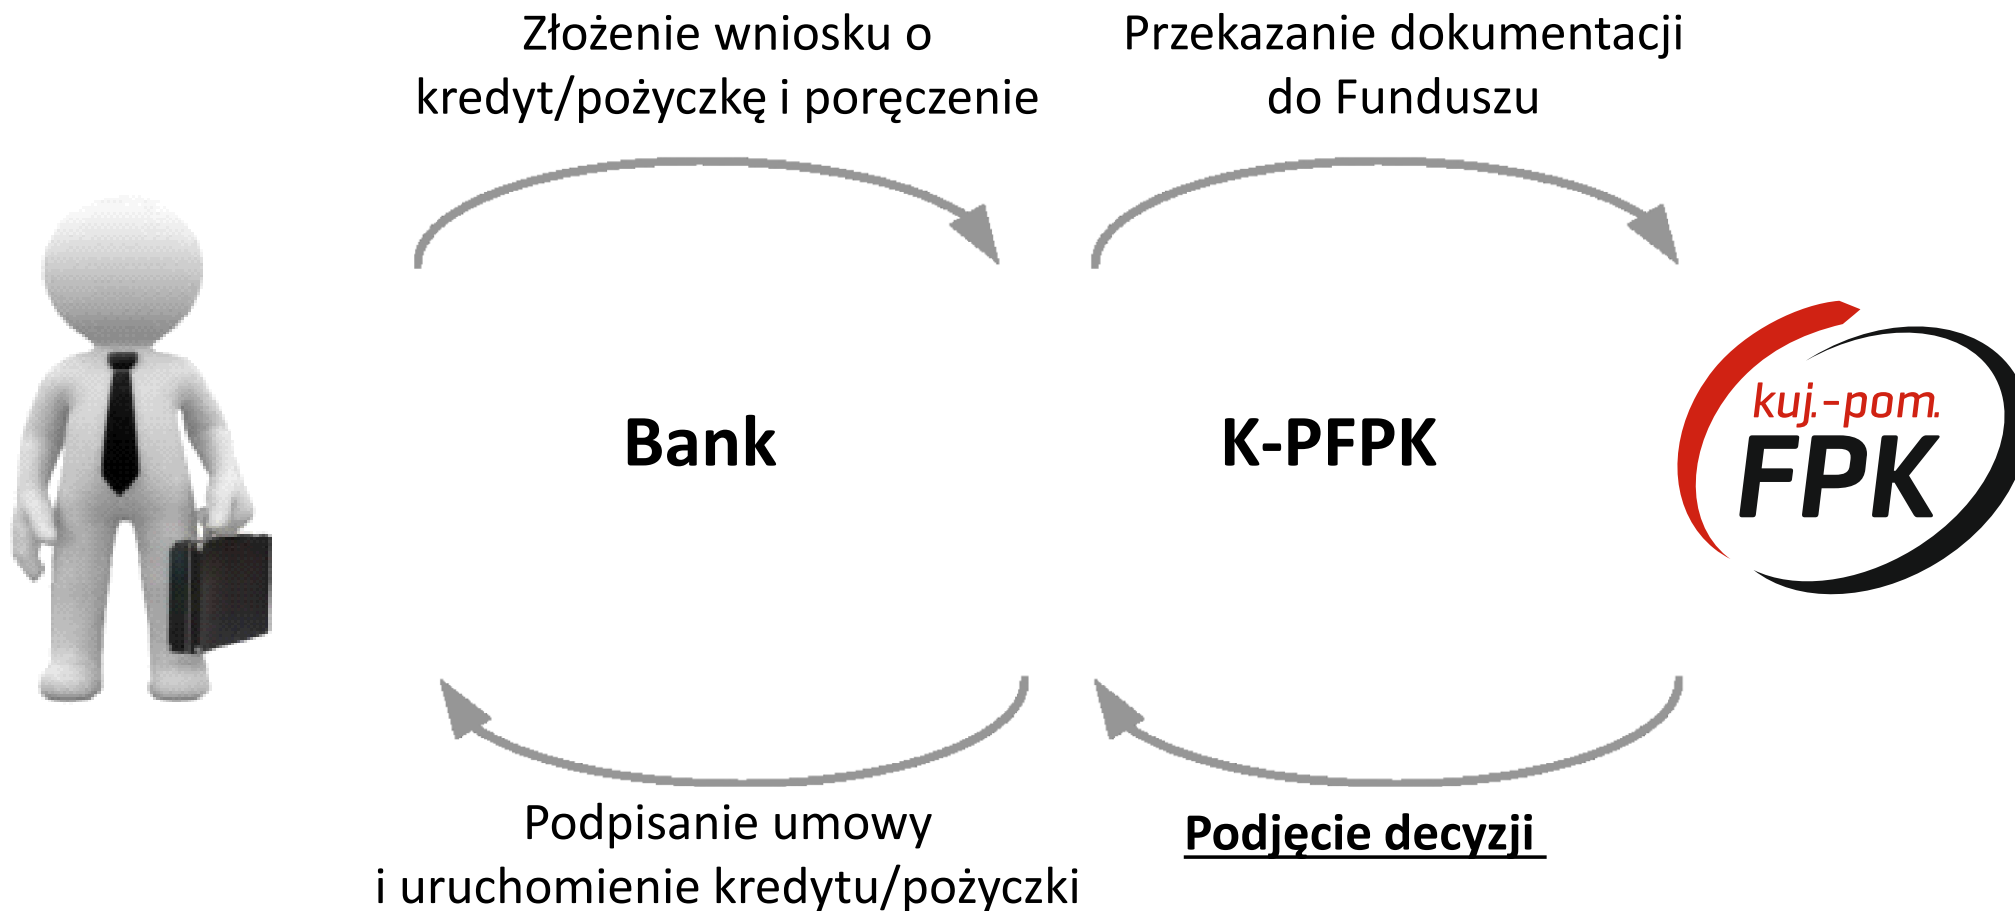 Złożenie wniosku o
kredyt/pożyczkę i poręczenie
Przekazanie dokumentacji
do Funduszu
Bank
K-PFPK
kuj.-pom.
FPK
Podpisanie umowy
i uruchomienie kredytu/pożyczki
Podjęcie decyzji